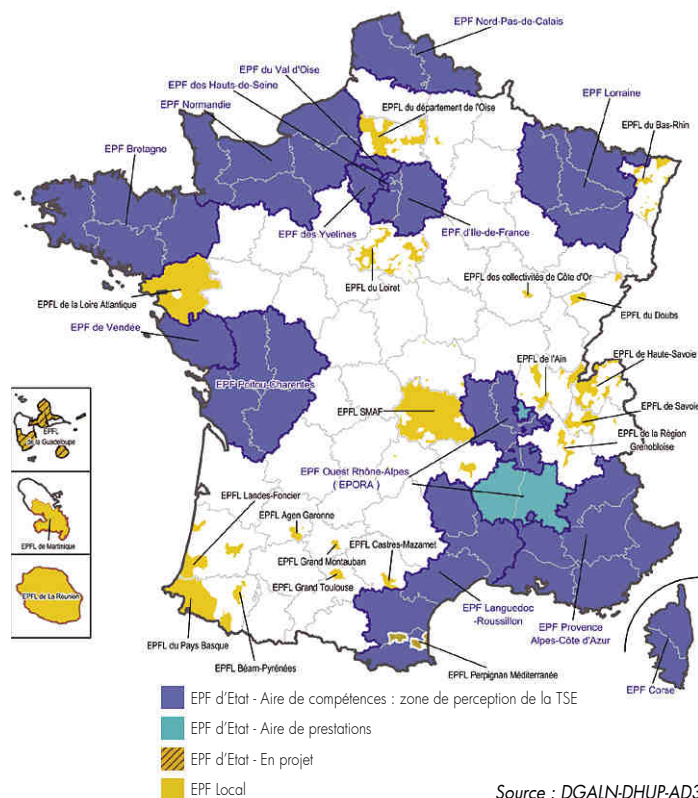 EPF Nord-Pas-de-Calais
EPF du Val d'Oise
EPF des Hauts-de-Seine
EPF Normandie
EPFL du département de l'Oise
EPF Lorraine
EPFL du Bas-Rhin
EPF Bretagne
EPF des Yvelines
EPF d'Ile-de-France
EPFL du Loiret
EPFL des collectivités de Côte d'Or
EPFL de la Loire Atlantique
EPFL du Doubs
EPF de Vendée
EPFL de l'Ain
EPFL de Haute-Savoie
EPF Poitou-Charentes
EPFL SMAF
EPFL de Savoie
EPFL de la Région
Grenobloise
EPFL
de la Guadeloupe
EPF Ouest Rhône-Alpes
( EPORA )
EPFL Landes-Foncier
EPFL Agen Garonne
EPFL de Martinique
EPFL Grand Montauban
EPFL Castres-Mazamet
EPFL Grand Toulouse
EPFL de La Réunion
EPF Languedoc
-Roussillon
EPF Provence
Alpes-Côte d'Azur
EPFL du Pays Basque
EPFL Béarn-Pyrénées
EPFL Perpignan Méditerranée
EPF Corse
EPF d'Etat - Aire de compétences : zone de perception de la TSE
EPF d'Etat - Aire de prestations
EPF d'Etat - En projet
EPF Local
Source : DGALN-DHUP-AD3